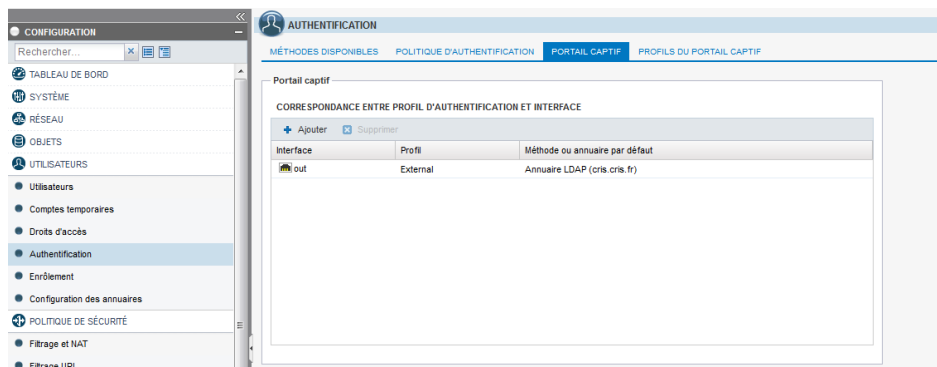 «
CONFIGURATION
Rechercher...
TABLEAU DE BORD
SYSTÈME
RÉSEAU
OBJETS
UTILISATEURS
Utilisateurs
Comptes temporaires
Droits d'accès
Authentification
Enrôlement
Configuration des annuaires
POLITIQUE DE SÉCURITÉ
Filtrage et NAT
Filtrage URL
AUTHENTIFICATION
MÉTHODES DISPONIBLES POLITIQUE D'AUTHENTIFICATION PORTAIL CAPTIF PROFILS DU PORTAIL CAPTIF
Portail captif
CORRESPONDANCE ENTRE PROFIL D'AUTHENTIFICATION ET INTERFACE
Ajouter Supprimer
Interface Profil Méthode ou annuaire par défaut
out External Annuaire LDAP (cris.cris.fr)